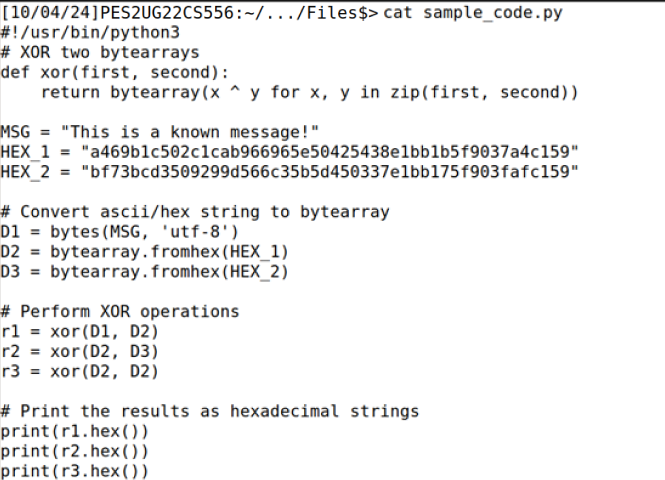 [10/04/24]PES2UG22CS556:~/.../Files$> cat sample_code.py
#!/usr/bin/python3
# XOR two bytearrays
def xor(first, second):
    return bytearray(x ^ y for x, y in zip(first, second))

MSG = "This is a known message!"
HEX_1 = "a469b1c502c1cab966965e50425438e1bb1b5f9037a4c159"
HEX_2 = "bf73bcd3509299d566c35b5d450337e1bb175f903fafc159"

# Convert ascii/hex string to bytearray
D1 = bytes(MSG, 'utf-8')
D2 = bytearray.fromhex(HEX_1)
D3 = bytearray.fromhex(HEX_2)

# Perform XOR operations
r1 = xor(D1, D2)
r2 = xor(D2, D3)
r3 = xor(D2, D2)

# Print the results as hexadecimal strings
print(r1.hex())
print(r2.hex())
print(r3.hex())